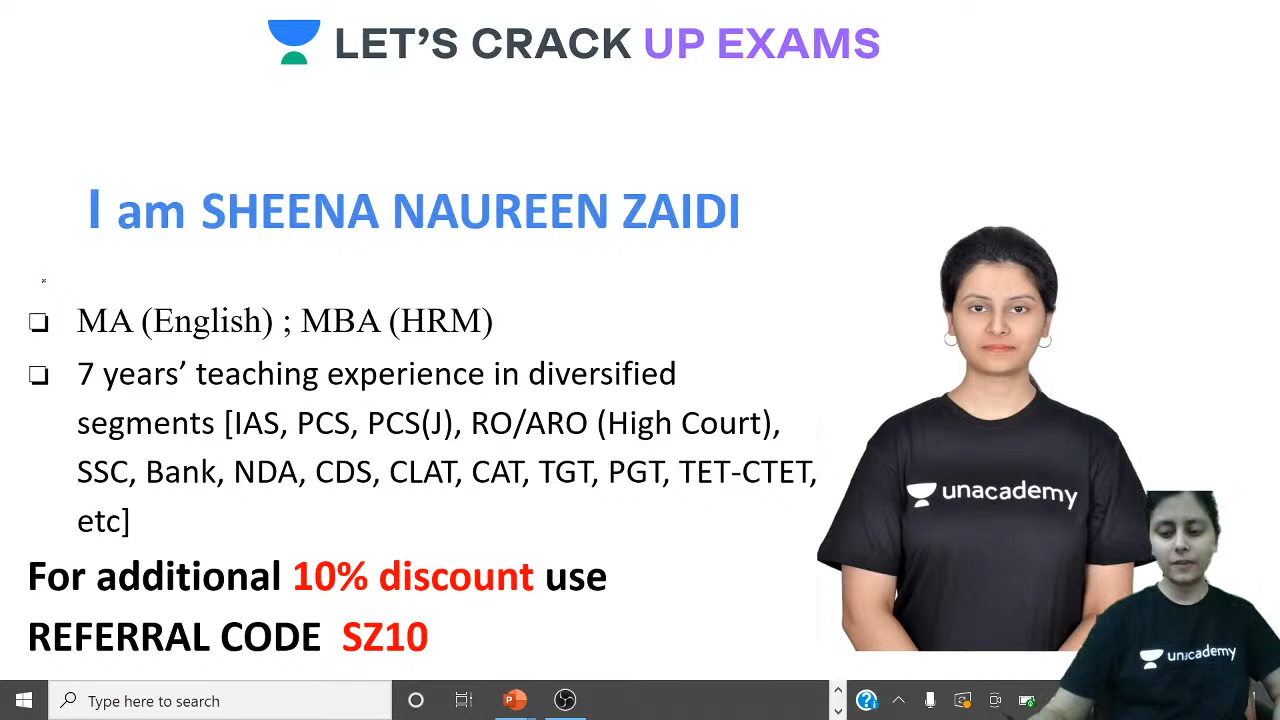 LET’S CRACK UP EXAMS
I am SHEENA NAUREEN ZAIDI
MA (English) ; MBA (HRM)
7 years’ teaching experience in diversified
segments [IAS, PCS, PCS(J), RO/ARO (High Court),
SSC, Bank, NDA, CDS, CLAT, CAT, TGT, PGT, TET-CTET,
etc]
For additional 10% discount use
REFERRAL CODE SZ10
unacademy
unacademy
Type here to search